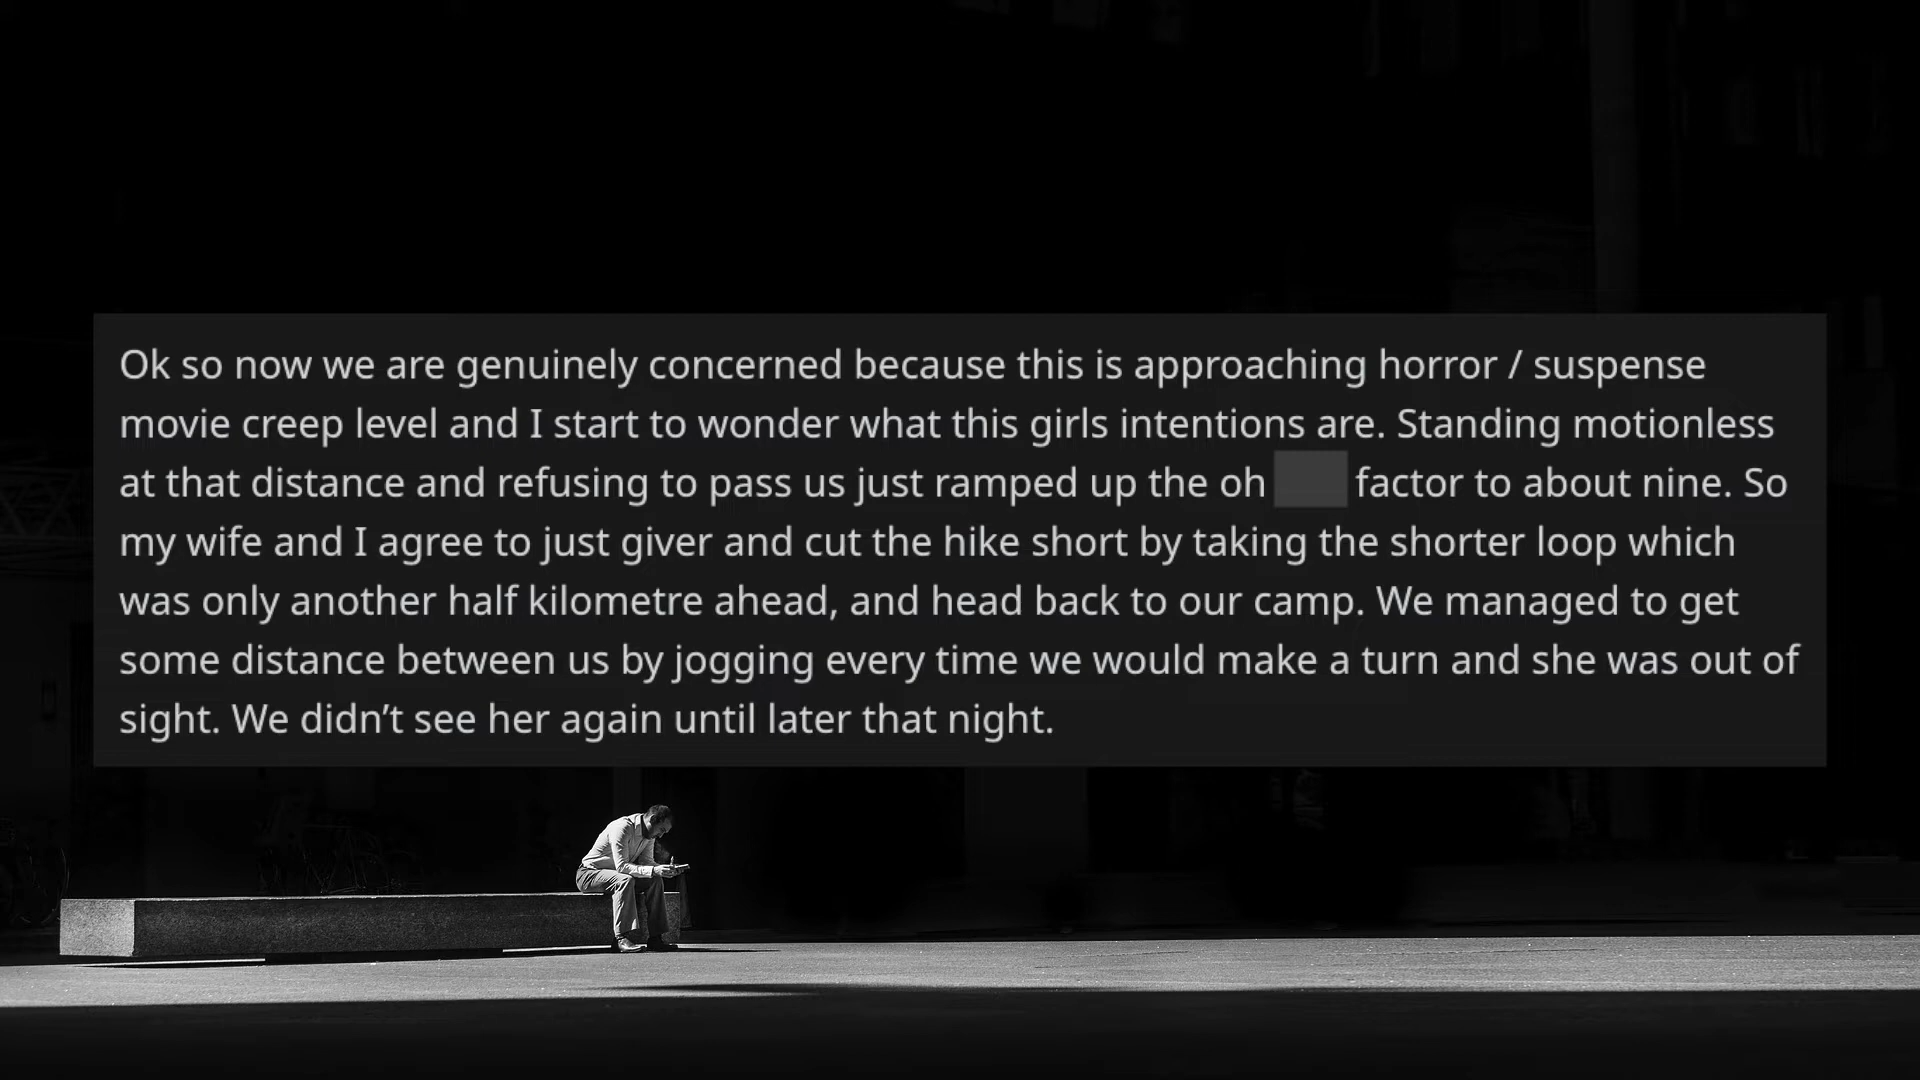 Ok so now we are genuinely concerned because this is approaching horror / suspense
movie creep level and I start to wonder what this girls intentions are. Standing motionless
at that distance and refusing to pass us just ramped up the oh factor to about nine. So
my wife and I agree to just giver and cut the hike short by taking the shorter loop which
was only another half kilometre ahead, and head back to our camp. We managed to get
some distance between us by jogging every time we would make a turn and she was out of
sight. We didn’t see her again until later that night.